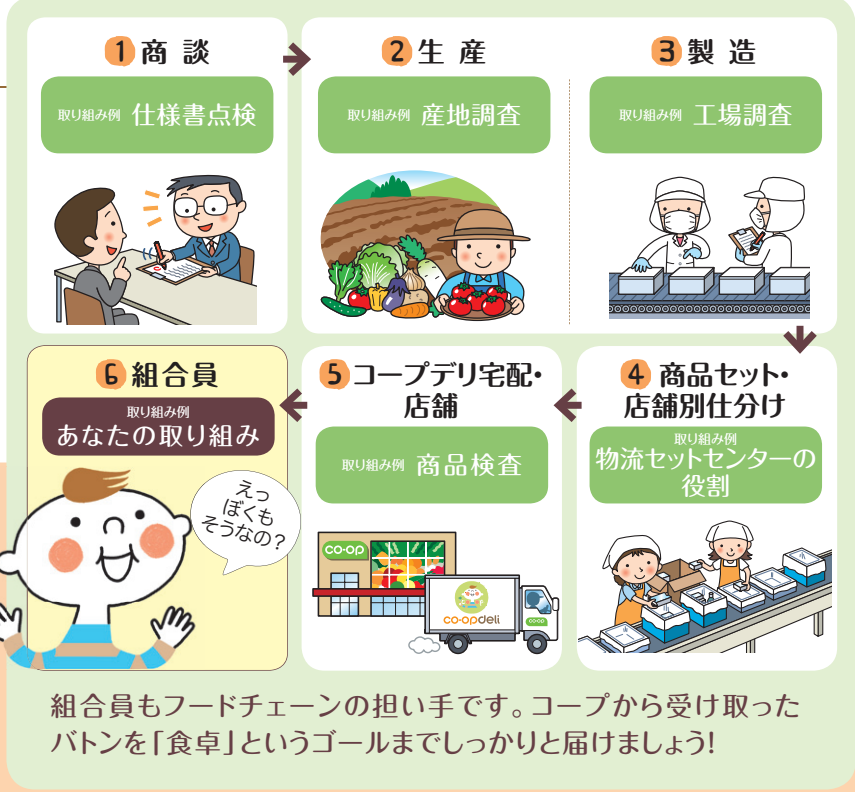 1 商談
取り組み例 仕様書点検
2 生産
取り組み例 産地調査
3 製造
取り組み例 工場調査
4 商品セット・
店舗別仕分け
取り組み例
物流セットセンターの
役割
5 コープデリ宅配・
店舗
取り組み例 商品検査
co・op
co・opdeli
co・op
6 組合員
取り組み例
あなたの取り組み
えっ
ぼくも
そうなの?
組合員もフードチェーンの担い手です。コープから受け取った
バトンを「食卓」というゴールまでしっかりと届けましょう!